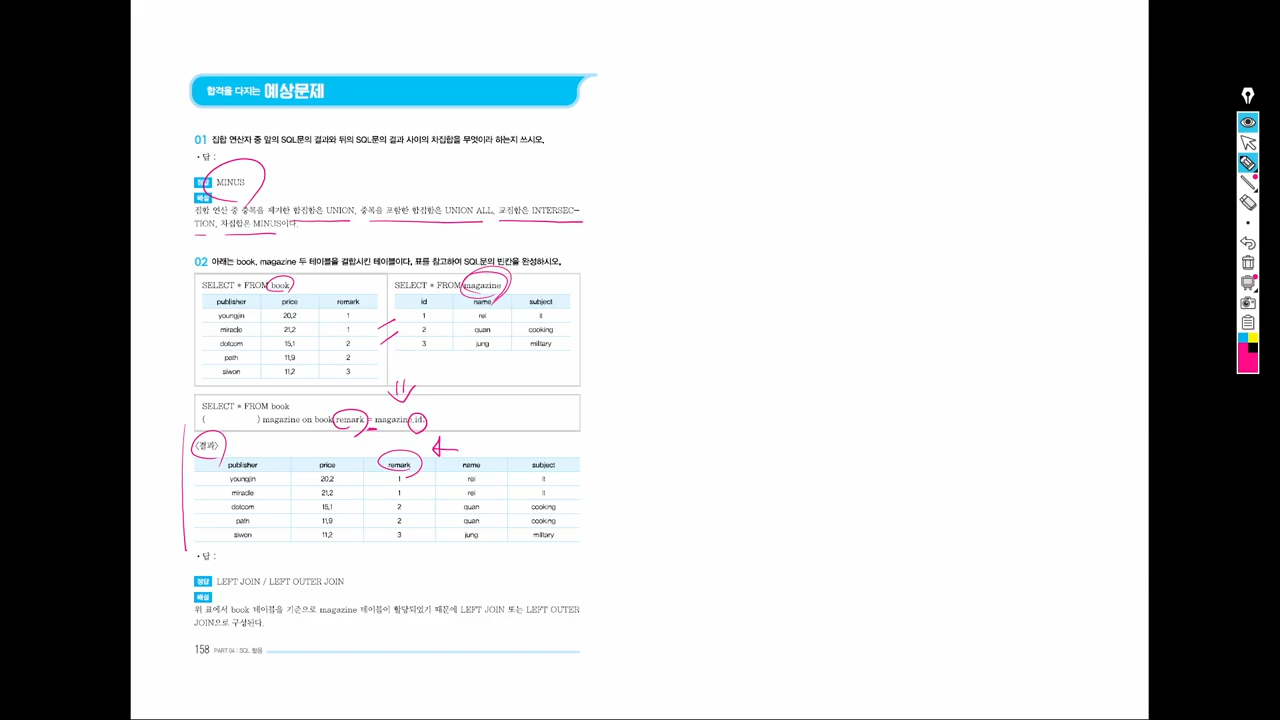 합격을 다지는 예상문제
01 집합 연산자 중 앞의 SQL문의 결과와 뒤의 SQL문의 결과 사이의 차집합을 무엇이라 하는지 쓰시오.
• 답 :
정답 MINUS
해설
집합 연산 중 중복을 제거한 합집합은 UNION, 중복을 포함한 합집합은 UNION ALL, 교집합은 INTERSEC-
TION, 차집합은 MINUS이다.
02 아래는 book, magazine 두 테이블을 결합시킨 테이블이다. 표를 참고하여 SQL문의 빈칸을 완성하시오.
SELECT * FROM book
publisher price remark
youngjin 20,2 1
miracle 21,2 1
dotcom 15,1 2
path 11,9 2
siwon 11,2 3
SELECT * FROM magazine
id name subject
1 rei it
2 quan cooking
3 jung military
SELECT * FROM book
( ) magazine on book.remark = magazine.id;
〈결과〉
publisher price remark name subject
youngjin 20,2 1 rei it
miracle 21,2 1 rei it
dotcom 15,1 2 quan cooking
path 11,9 2 quan cooking
siwon 11,2 3 jung military
• 답 :
정답 LEFT JOIN / LEFT OUTER JOIN
해설
위 표에서 book 테이블을 기준으로 magazine 테이블이 할당되었기 때문에 LEFT JOIN 또는 LEFT OUTER
JOIN으로 구성된다.
158 PART 04 : SQL 활용